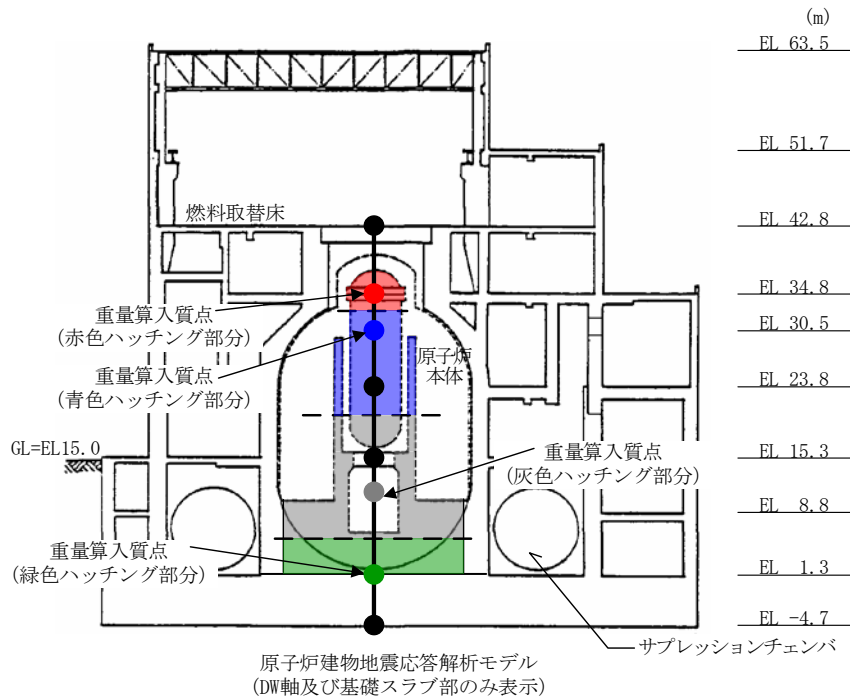 (m)
EL 63.5
EL 51.7
燃料取替床
EL 42.8
EL 34.8
重量算入質点
(赤色ハッチング部分)
EL 30.5
原子炉
本体
重量算入質点
(青色ハッチング部分)
EL 23.8
GL=EL15.0
EL 15.3
重量算入質点
(灰色ハッチング部分)
EL 8.8
重量算入質点
(緑色ハッチング部分)
EL 1.3
EL -4.7
サプレッションチェンバ
原子炉建物地震応答解析モデル
(DW軸及び基礎スラブ部のみ表示)